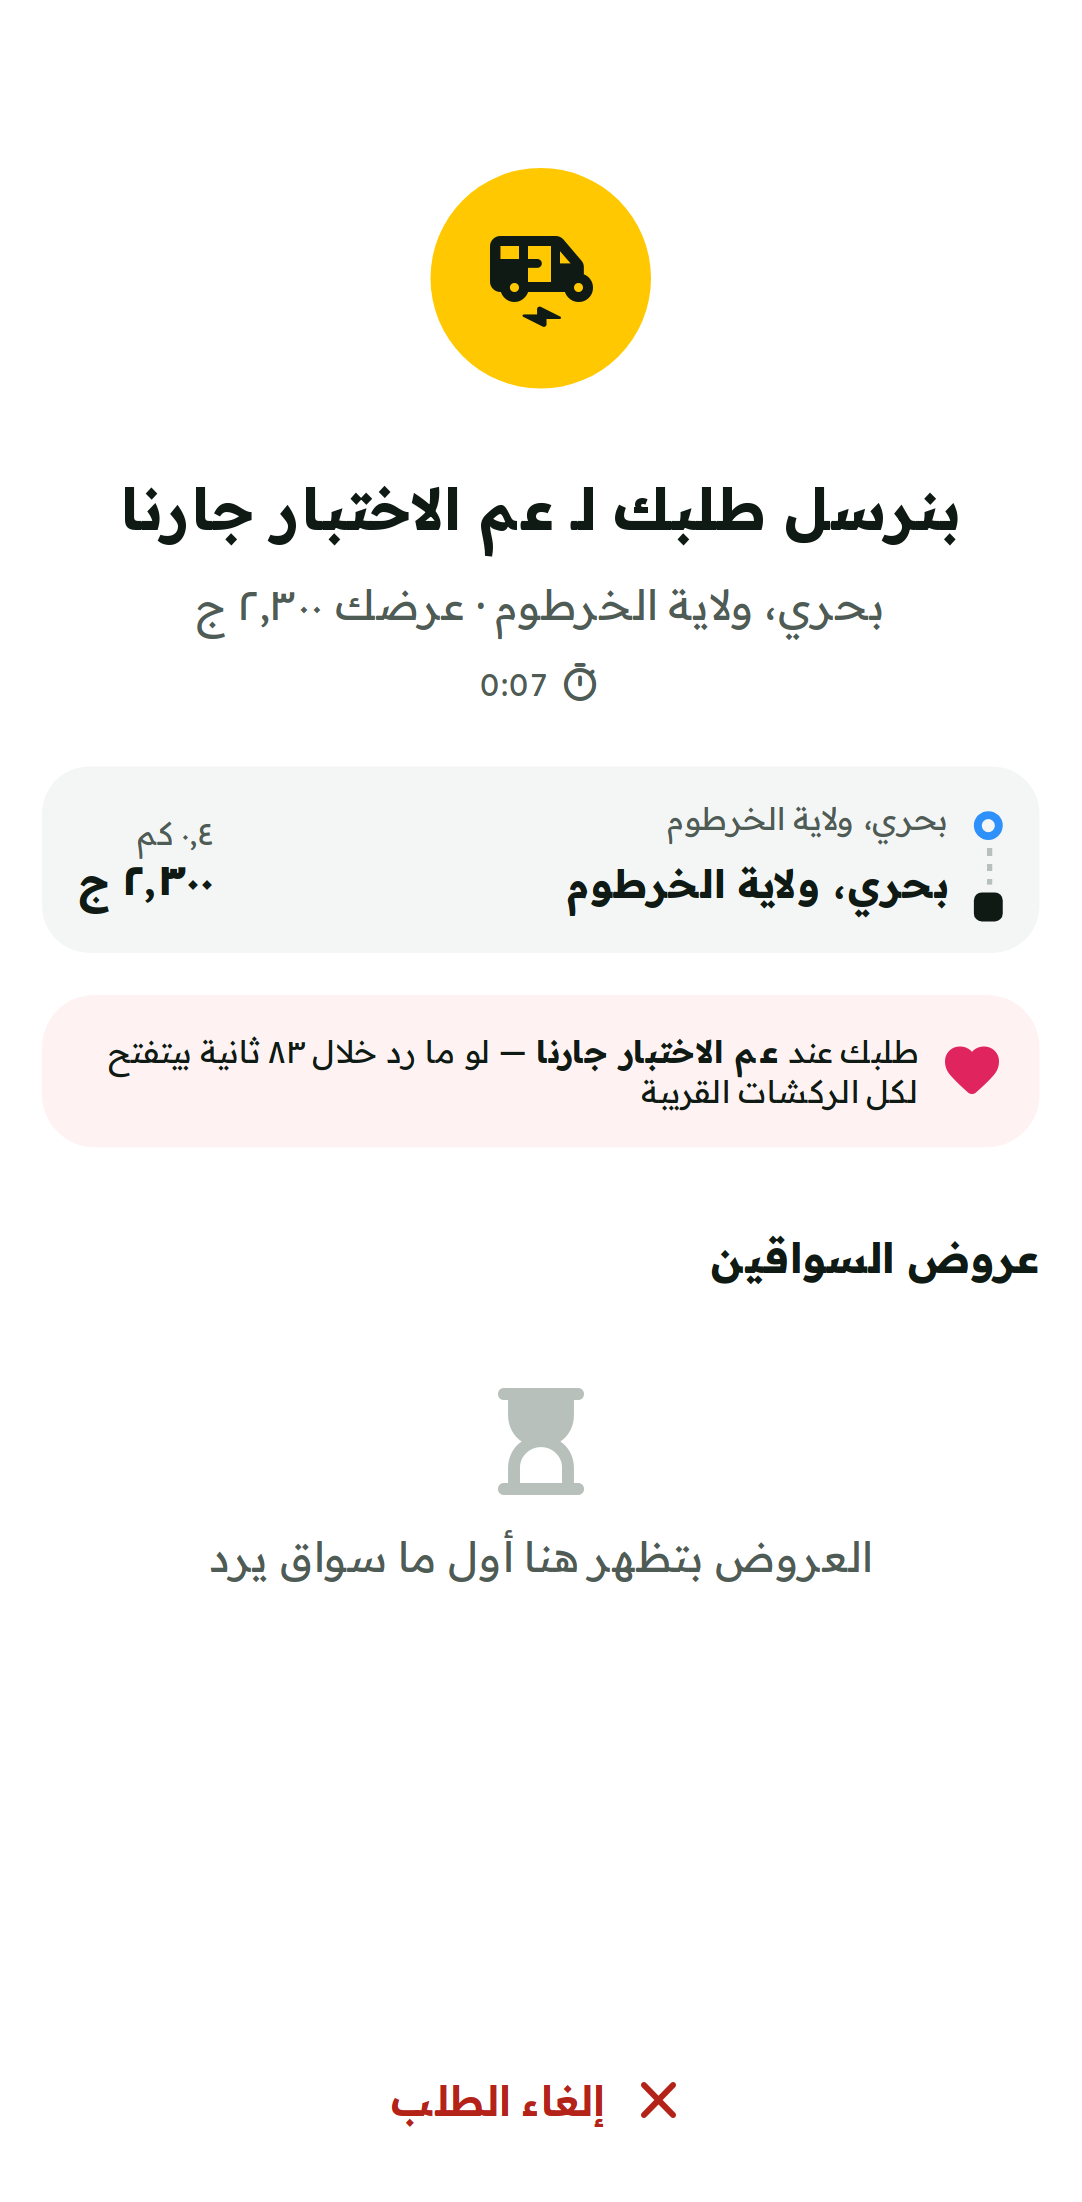 بنرسل طلبك لـ عم الاختبار جارنا
بحري، ولاية الخرطوم · عرضك ٢,٣٠٠ ج
0:07
بحري، ولاية الخرطوم
٠,٤ كم
بحري، ولاية الخرطوم
٢,٣٠٠ ج
طلبك عند عم الاختبار جارنا — لو ما رد خلال ٨٣ ثانية بيتفتح
لكل الركشات القريبة
عروض السواقين
العروض بتظهر هنا أول ما سواق يرد
إلغاء الطلب